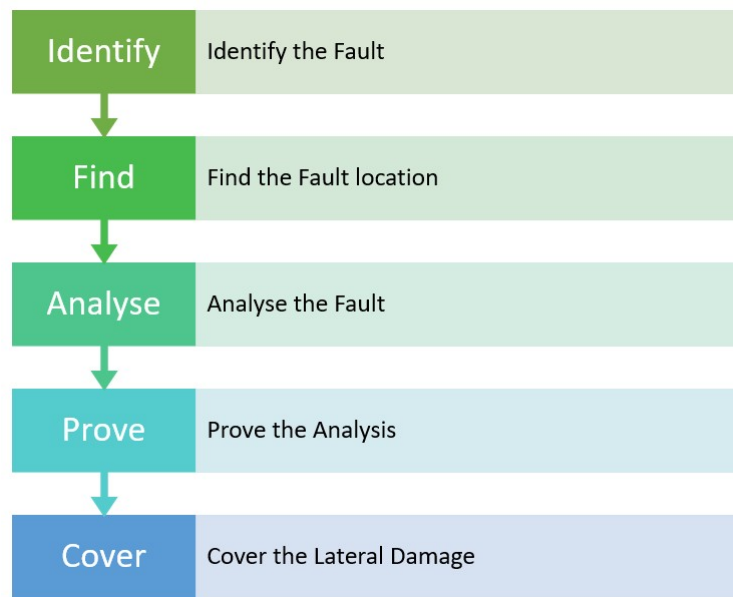 Identify
Identify the Fault
Find
Find the Fault location
Analyse
Analyse the Fault
Prove
Prove the Analysis
Cover
Cover the Lateral Damage